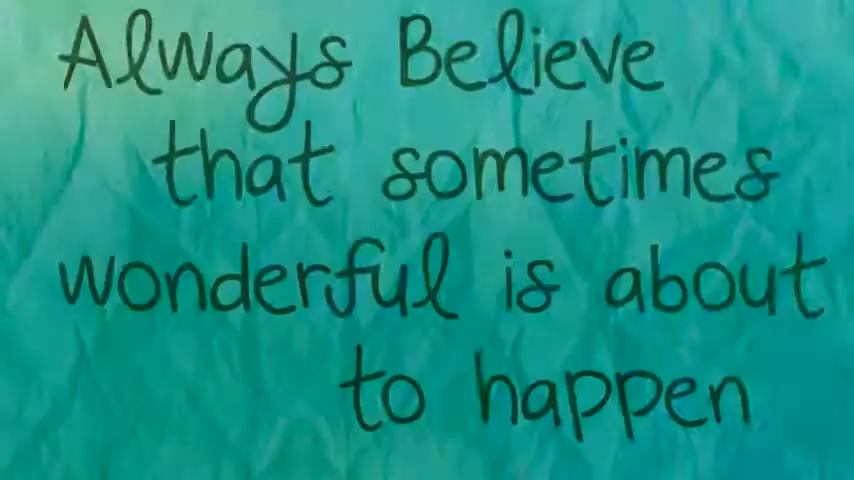 Always Believe
that sometimes
wonderful is about
to happen